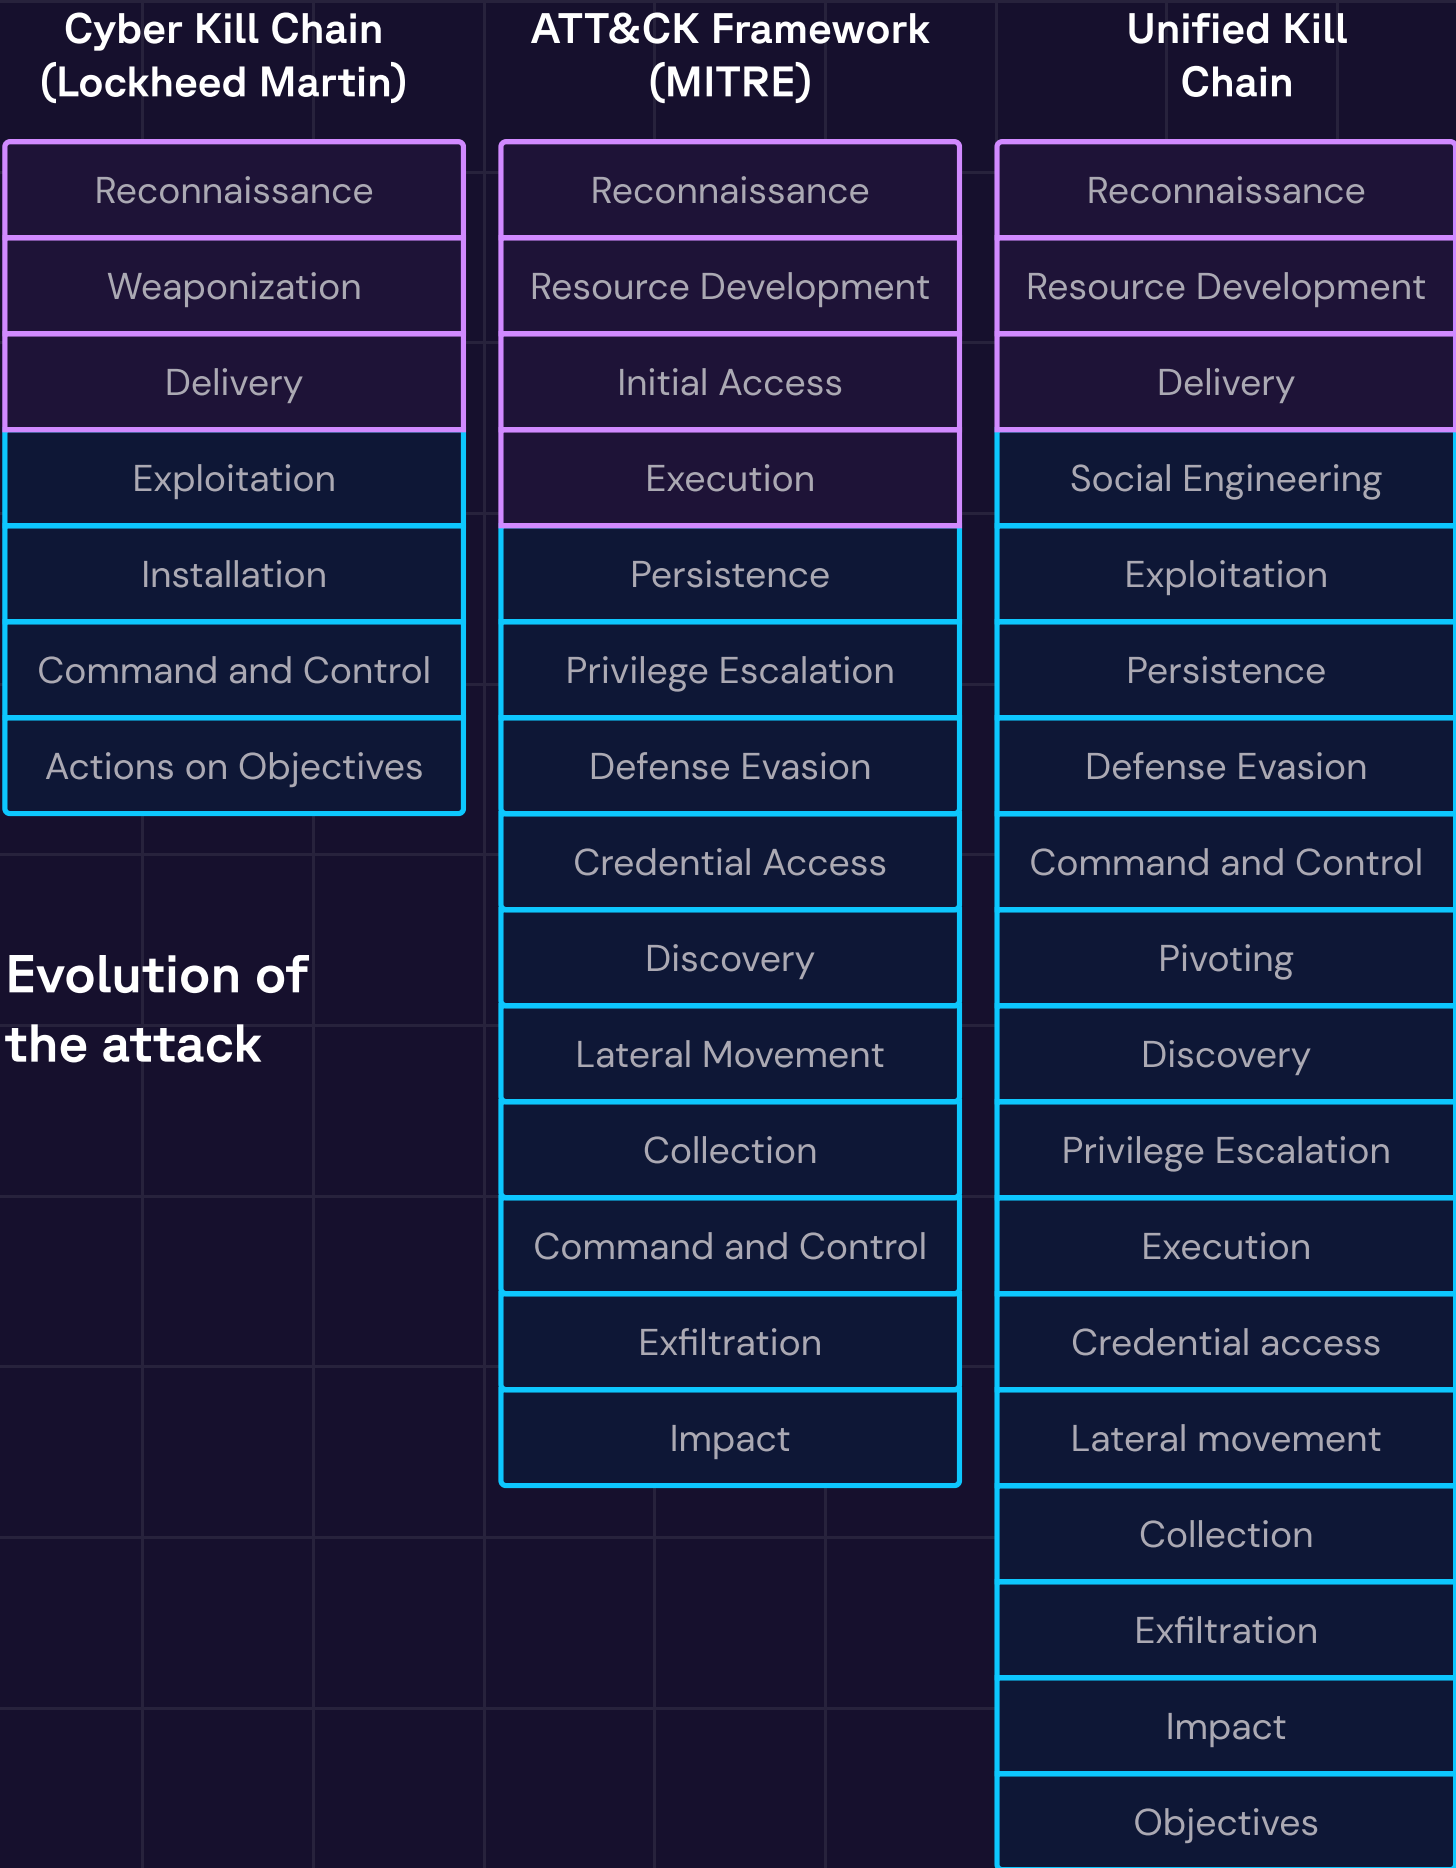 Cyber Kill Chain
(Lockheed Martin)
Reconnaissance
Weaponization
Delivery
Exploitation
Installation
Command and Control
Actions on Objectives
Evolution of
the attack
ATT&CK Framework
(MITRE)
Reconnaissance
Resource Development
Initial Access
Execution
Persistence
Privilege Escalation
Defense Evasion
Credential Access
Discovery
Lateral Movement
Collection
Command and Control
Exfiltration
Impact
Unified Kill
Chain
Reconnaissance
Resource Development
Delivery
Social Engineering
Exploitation
Persistence
Defense Evasion
Command and Control
Pivoting
Discovery
Privilege Escalation
Execution
Credential access
Lateral movement
Collection
Exfiltration
Impact
Objectives